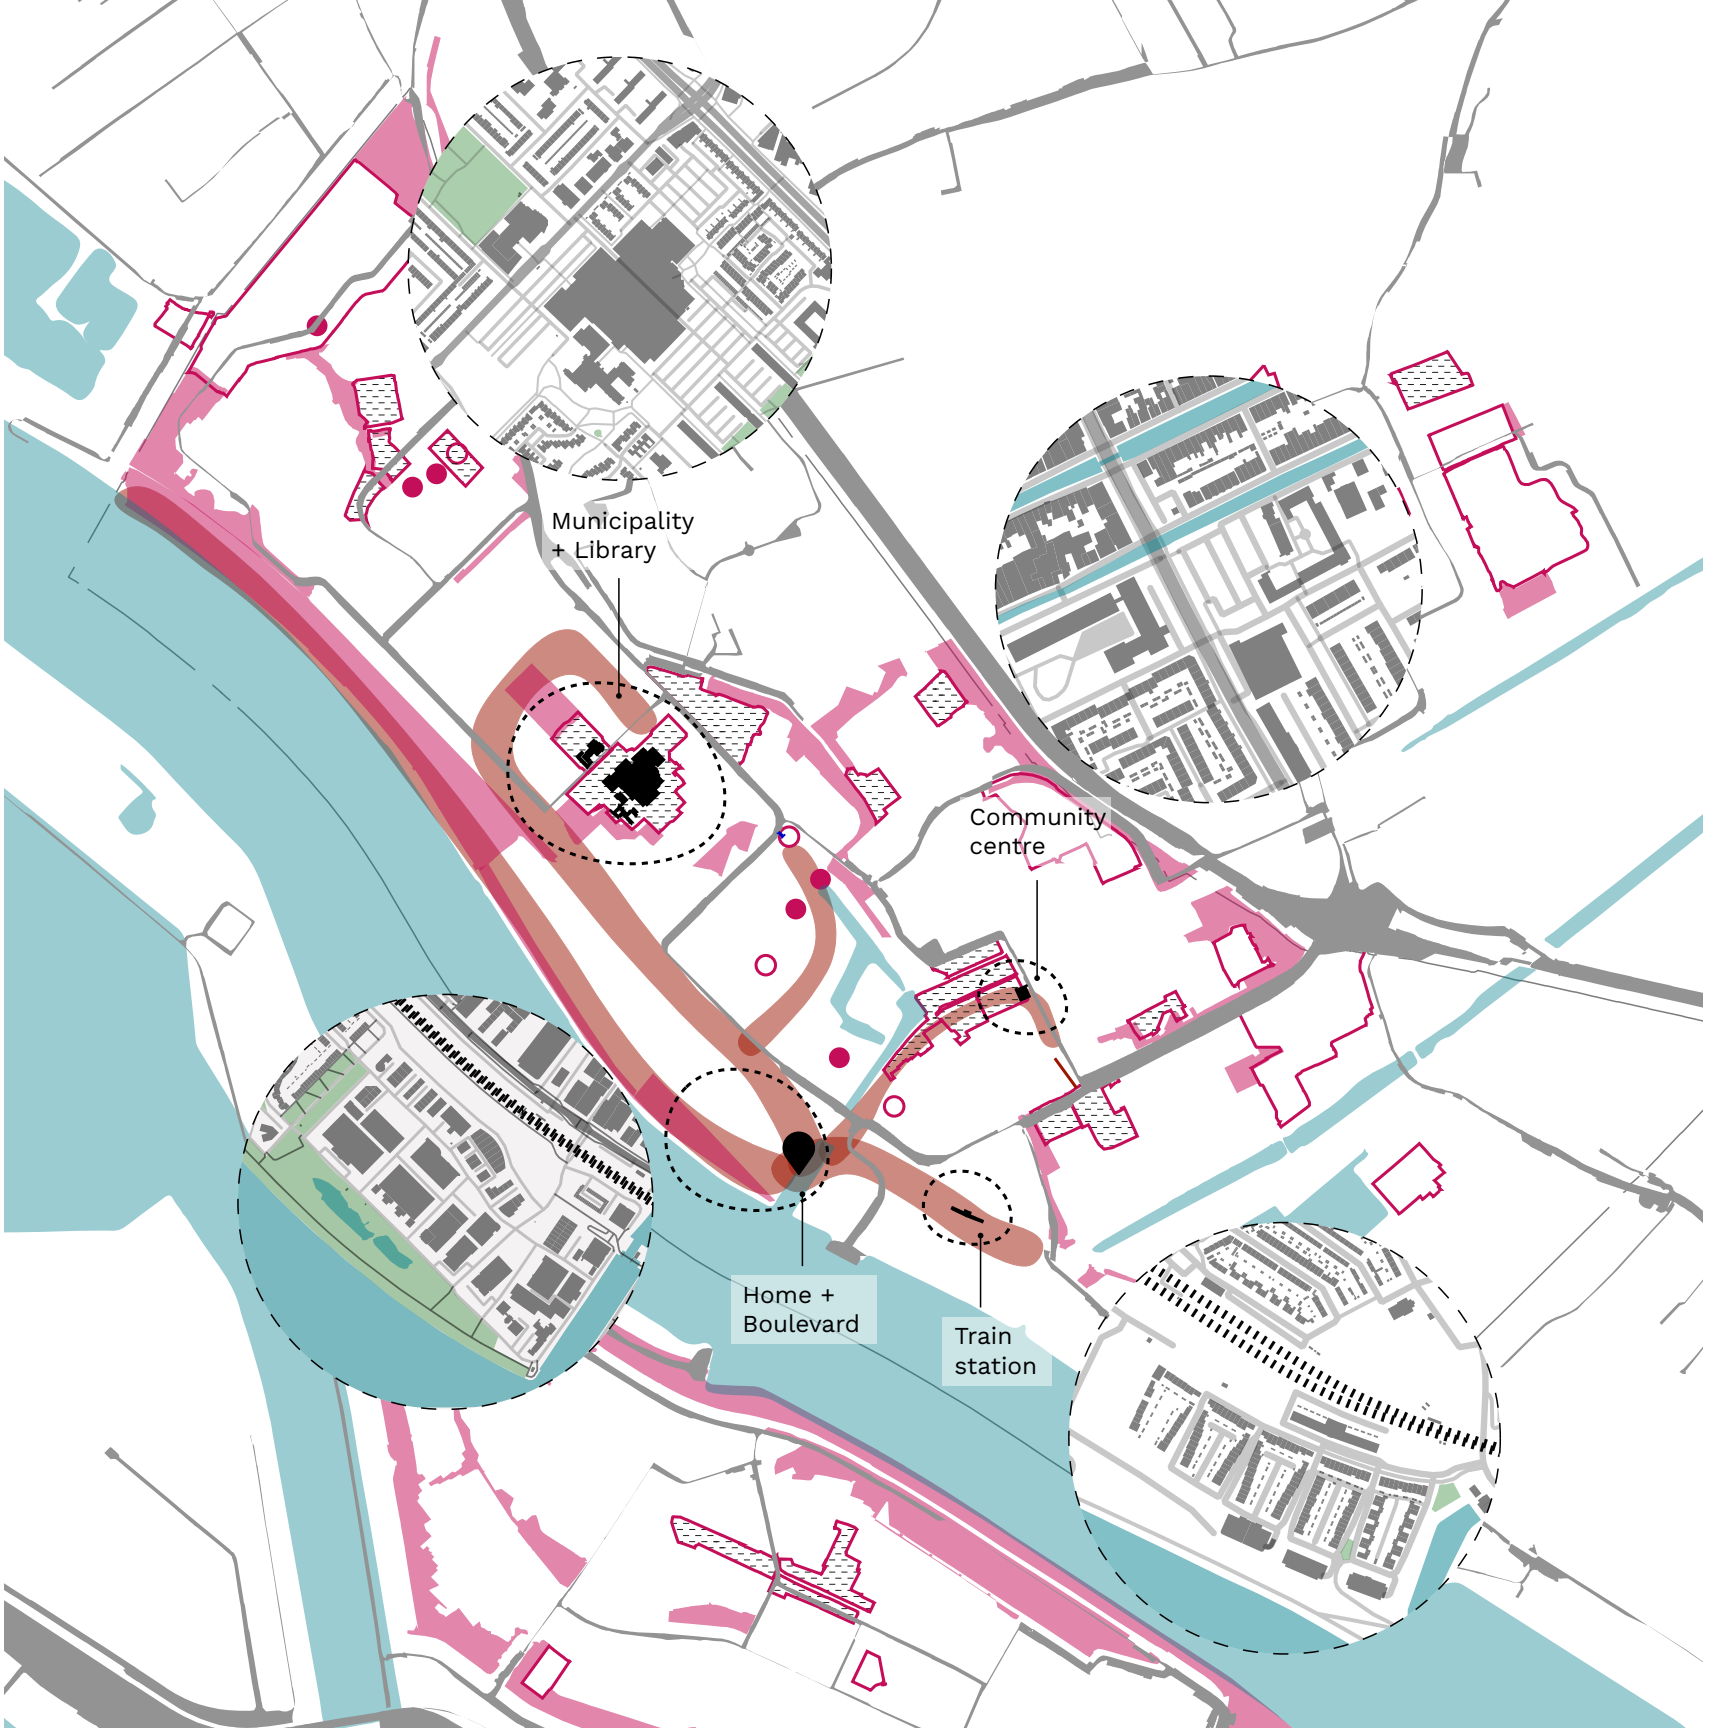 Municipality
+ Library
Community
centre
Home +
Boulevard
Train
station